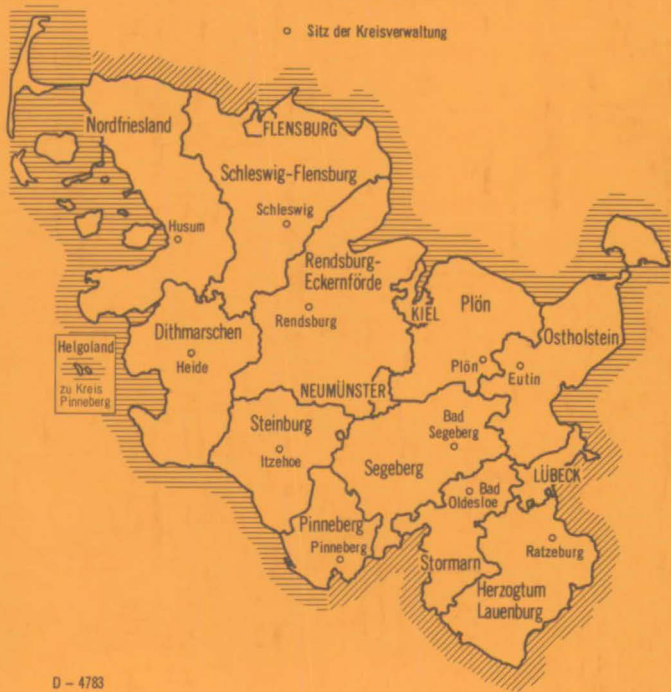 Sitz der Kreisverwaltung
Nordfriesland
FLENSBURG
Schleswig-Flensburg
Schleswig
Husum
Rendsburg-
Eckernförde
Rendsburg
KIEL
Plön
Plön
Ostholstein
Eutin
Dithmarschen
Heide
Helgoland
zu Kreis
Pinneberg
NEUMÜNSTER
Steinburg
Itzehoe
Bad
Segeberg
Segeberg
LÜBECK
Bad
Oldesloe
Pinneberg
Pinneberg
Stormarn
Ratzeburg
Herzogtum
Lauenburg
D - 4783